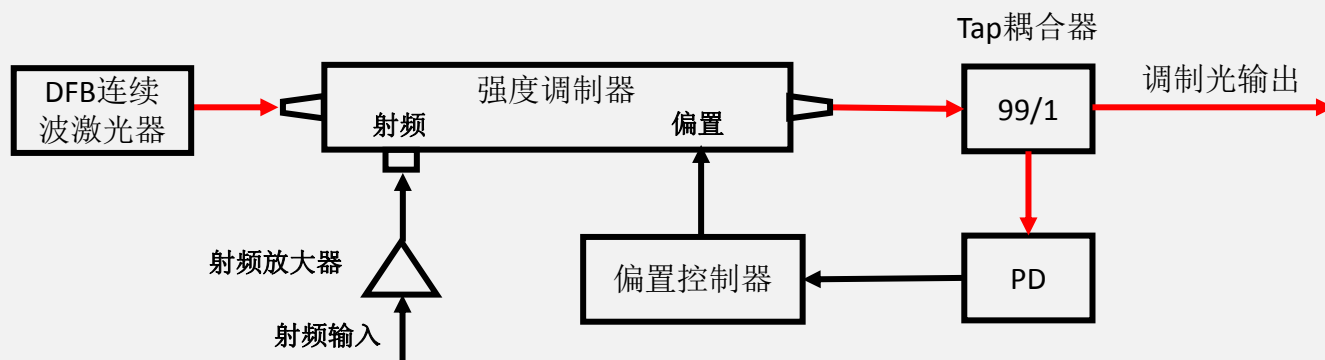 Tap耦合器
DFB连续
波激光器
强度调制器
射频
偏置
99/1
调制光输出
射频放大器
偏置控制器
PD
射频输入